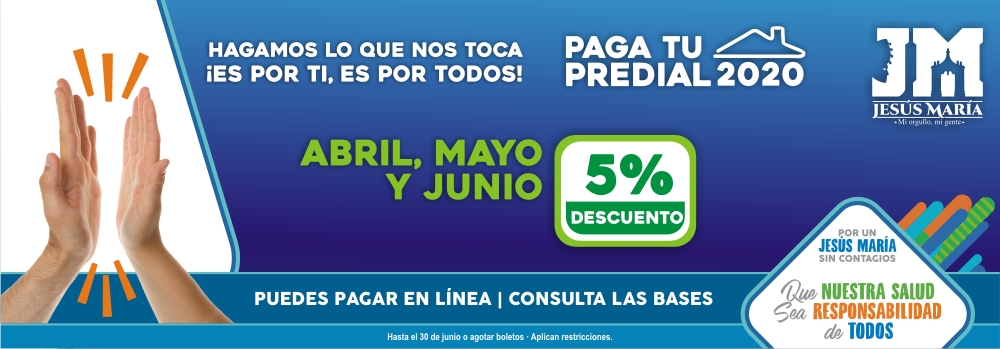 HAGAMOS LO QUE NOS TOCA
¡ES POR TI, ES POR TODOS!
PAGA TU
PREDIAL 2020
JM
JESÚS MARÍA
• Mi orgullo, mi gente •
ABRIL, MAYO
Y JUNIO
5%
DESCUENTO
POR UN
JESÚS MARÍA
SIN CONTAGIOS
Que NUESTRA SALUD
Sea RESPONSABILIDAD
de TODOS
PUEDES PAGAR EN LÍNEA | CONSULTA LAS BASES
Hasta el 30 de junio o agotar boletos · Aplican restricciones.